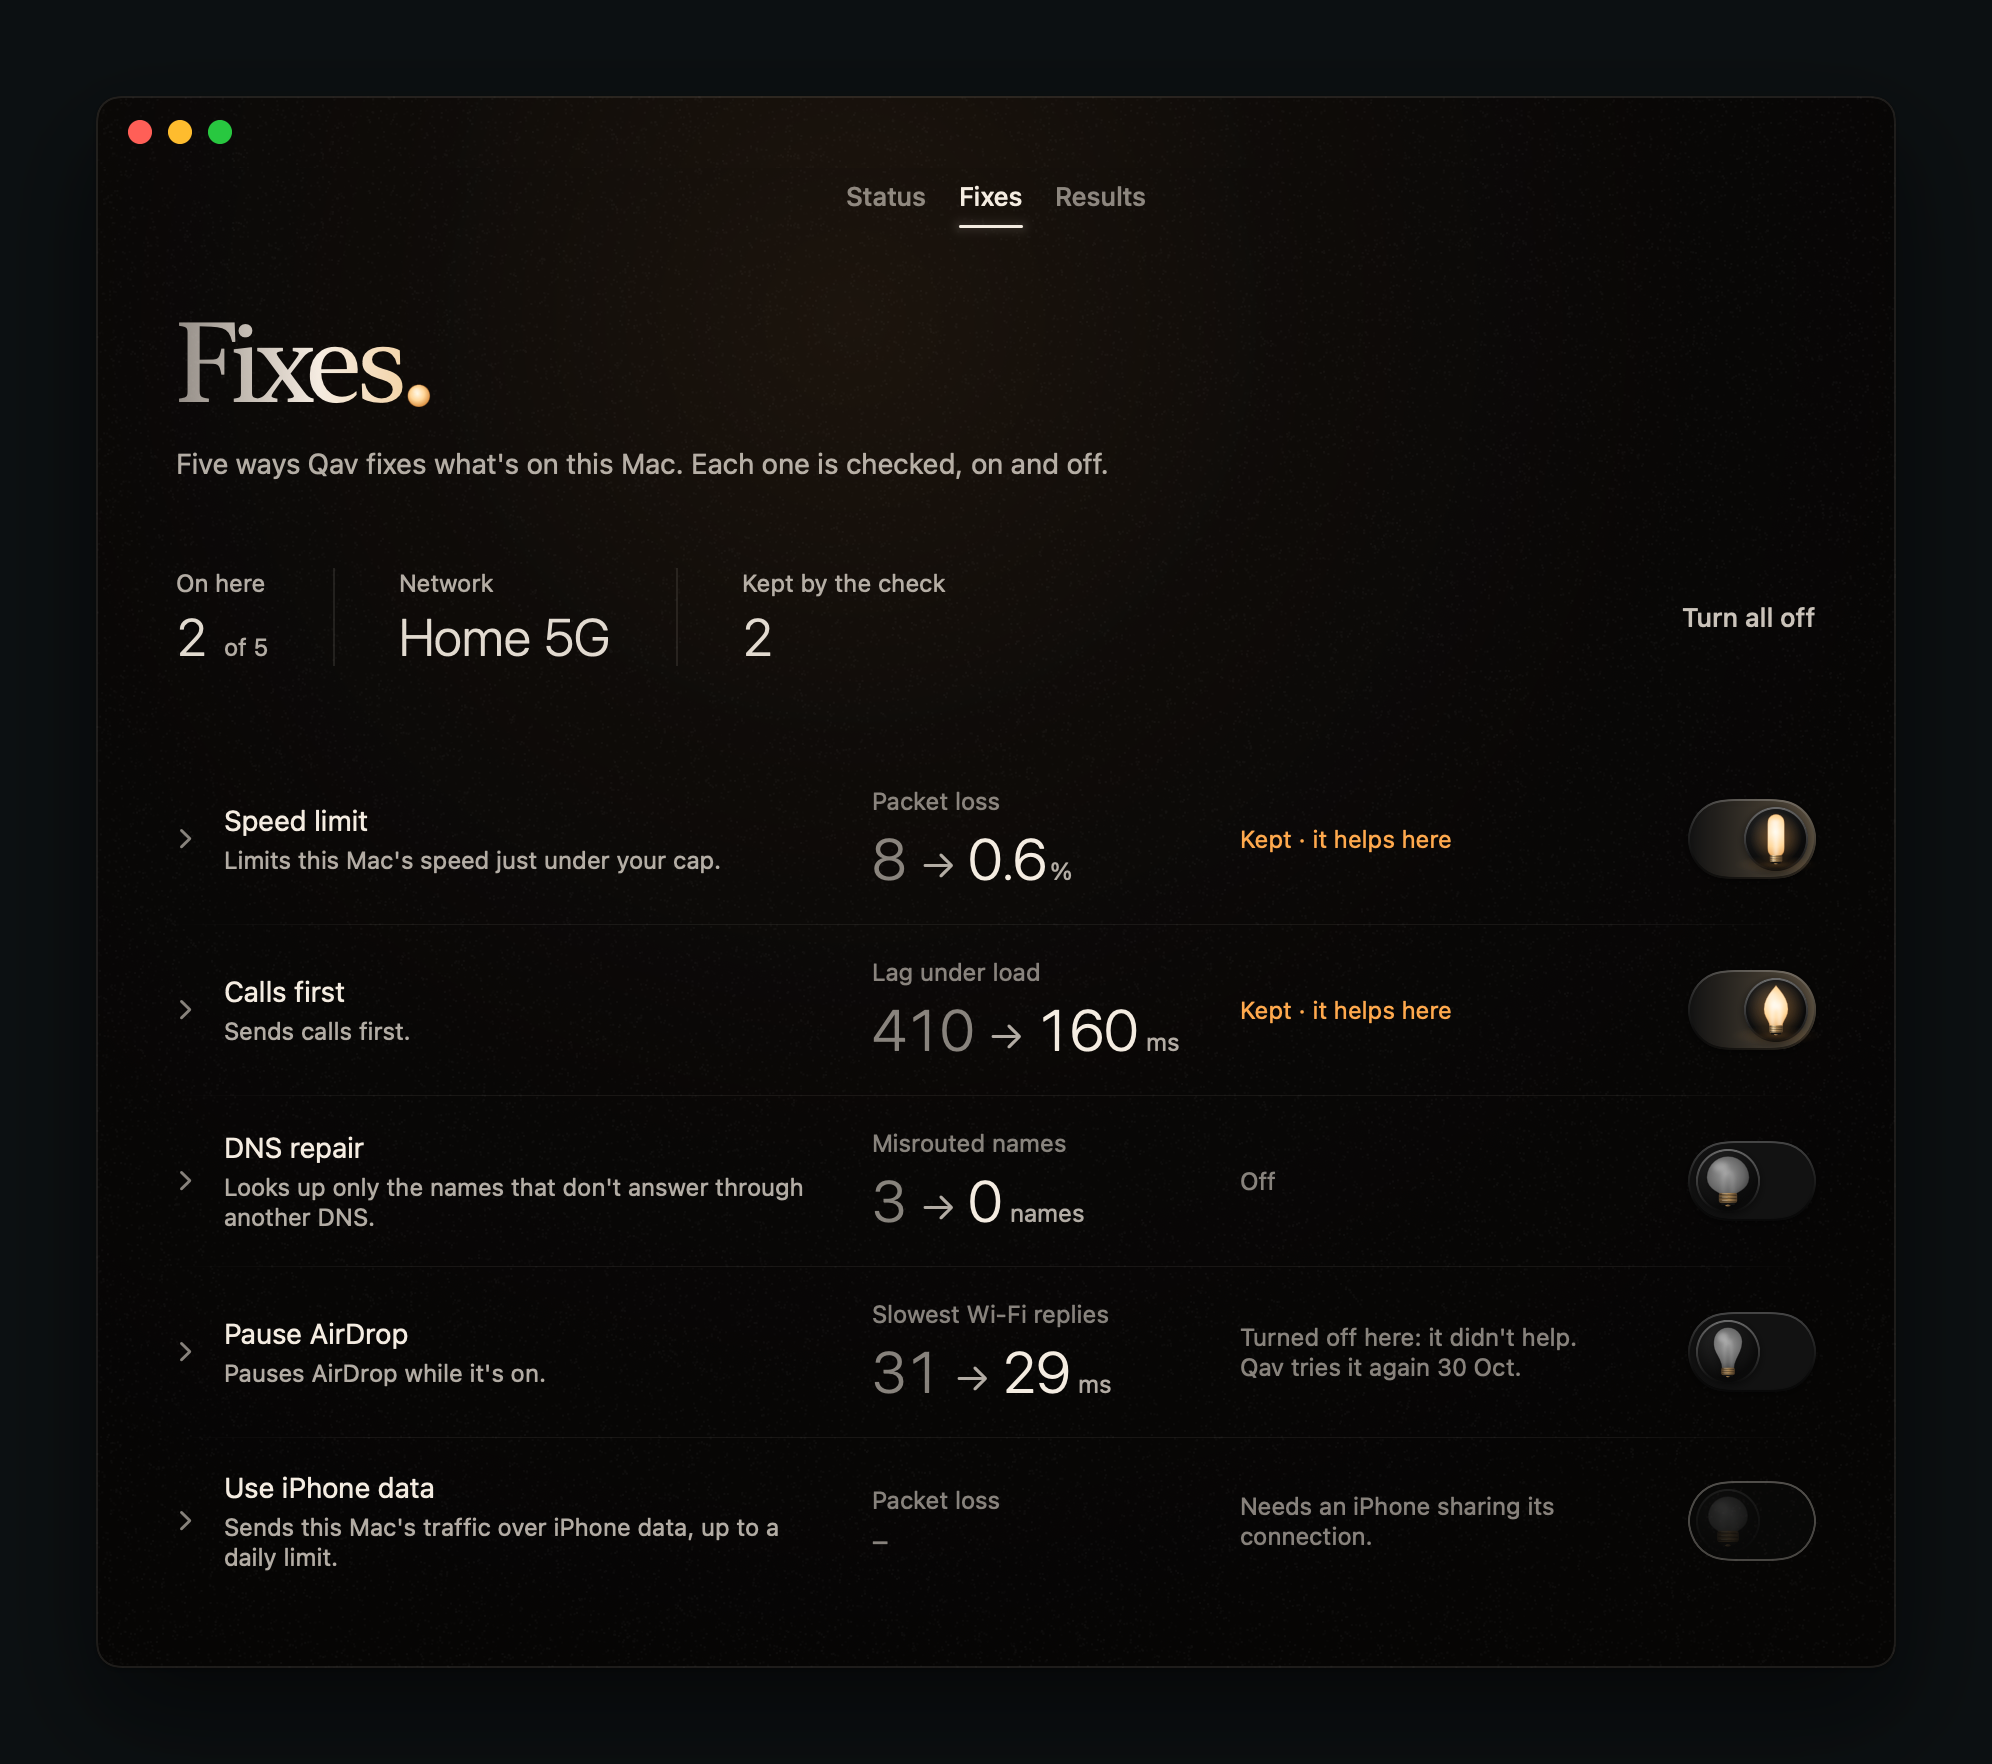 Status Fixes Results
Fixes.
Five ways Qav fixes what's on this Mac. Each one is checked, on and off.
On here
2 of 5
Network
Home 5G
Kept by the check
2
Turn all off
Speed limit
Limits this Mac's speed just under your cap.
Packet loss
8 → 0.6 %
Kept · it helps here
Calls first
Sends calls first.
Lag under load
410 → 160 ms
Kept · it helps here
DNS repair
Looks up only the names that don't answer through
another DNS.
Misrouted names
3 → 0 names
Off
Pause AirDrop
Pauses AirDrop while it's on.
Slowest Wi-Fi replies
31 → 29 ms
Turned off here: it didn't help.
Qav tries it again 30 Oct.
Use iPhone data
Sends this Mac's traffic over iPhone data, up to a
daily limit.
Packet loss
–
Needs an iPhone sharing its
connection.